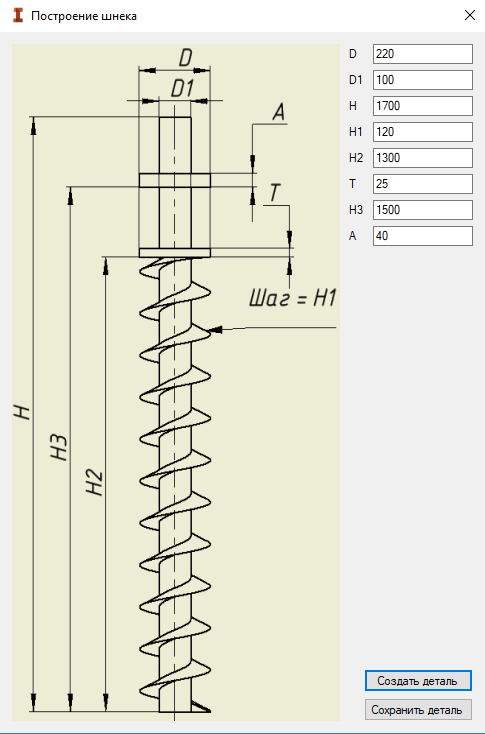 Построение шнека
D
D1
A
T
Шаг = H1
H
H3
H2
D 220
D1 100
H 1700
H1 120
H2 1300
T 25
H3 1500
A 40
Создать деталь
Сохранить деталь